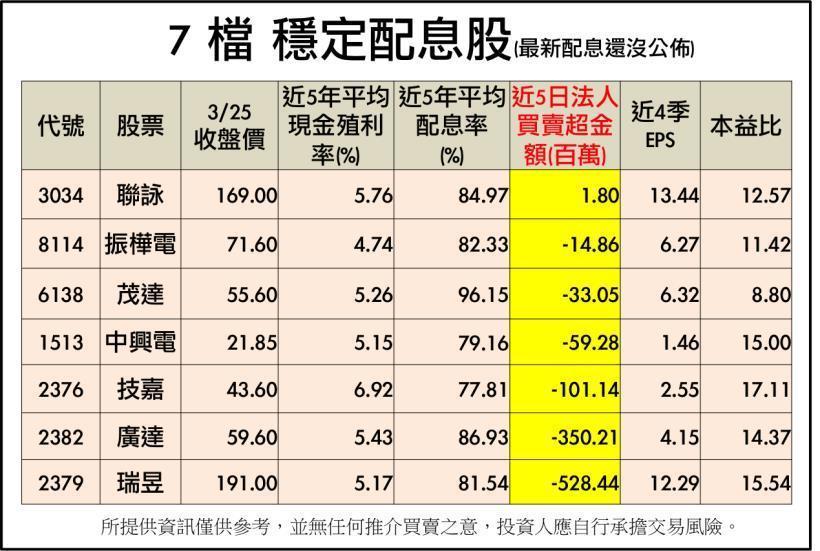 7 檔 穩定配息股(最新配息還沒公佈)
代號 股票 3/25 收盤價 近5年平均現金殖利率(%) 近5年平均配息率(%) 近5日法人買賣超金額(百萬) 近4季EPS 本益比
3034 聯詠 169.00 5.76 84.97 1.80 13.44 12.57
8114 振樺電 71.60 4.74 82.33 -14.86 6.27 11.42
6138 茂達 55.60 5.26 96.15 -33.05 6.32 8.80
1513 中興電 21.85 5.15 79.16 -59.28 1.46 15.00
2376 技嘉 43.60 6.92 77.81 -101.14 2.55 17.11
2382 廣達 59.60 5.43 86.93 -350.21 4.15 14.37
2379 瑞昱 191.00 5.17 81.54 -528.44 12.29 15.54
所提供資訊僅供參考，並無任何推介買賣之意，投資人應自行承擔交易風險。